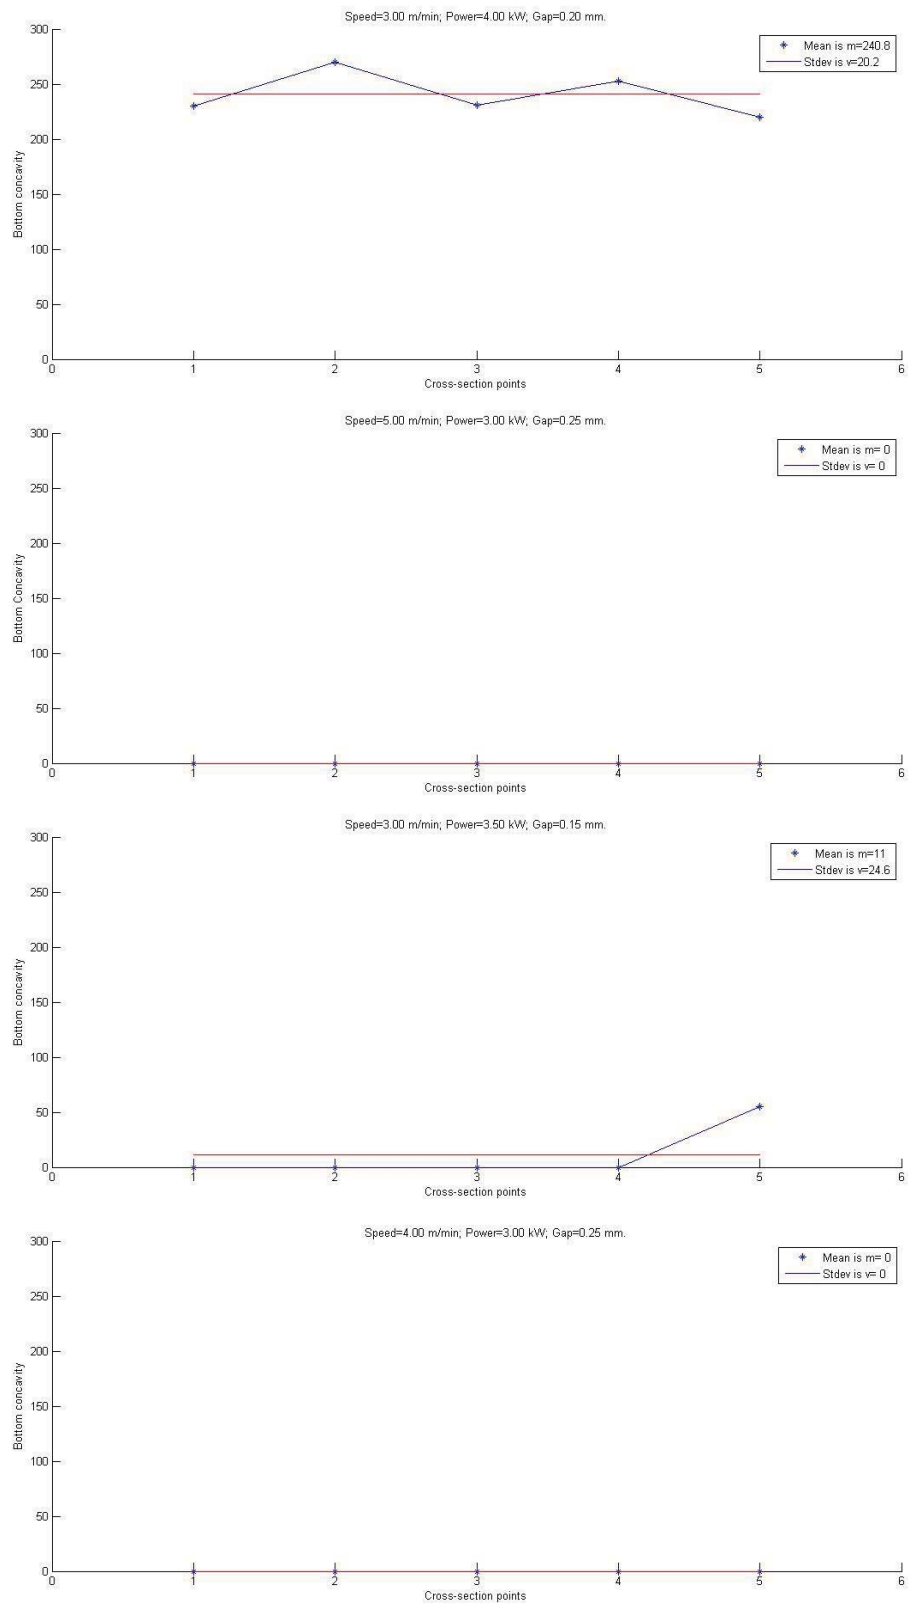 Speed=3.00 m/min; Power=4.00 kW; Gap=0.20 mm.
300
250
200
150
100
50
0
Bottom concavity
Mean is m=240.8
Stdev is v=20.2
0 1 2 3 4 5 6
Cross-section points
Speed=5.00 m/min; Power=3.00 kW; Gap=0.25 mm.
300
250
200
150
100
50
0
Bottom Concavity
Mean is m= 0
Stdev is v= 0
0 1 2 3 4 5 6
Cross-section points
Speed=3.00 m/min; Power=3.50 kW; Gap=0.15 mm.
300
250
200
150
100
50
0
Bottom concavity
Mean is m=11
Stdev is v=24.6
0 1 2 3 4 5 6
Cross-section points
Speed=4.00 m/min; Power=3.00 kW; Gap=0.25 mm.
300
250
200
150
100
50
0
Bottom concavity
Mean is m= 0
Stdev is v= 0
0 1 2 3 4 5 6
Cross-section points